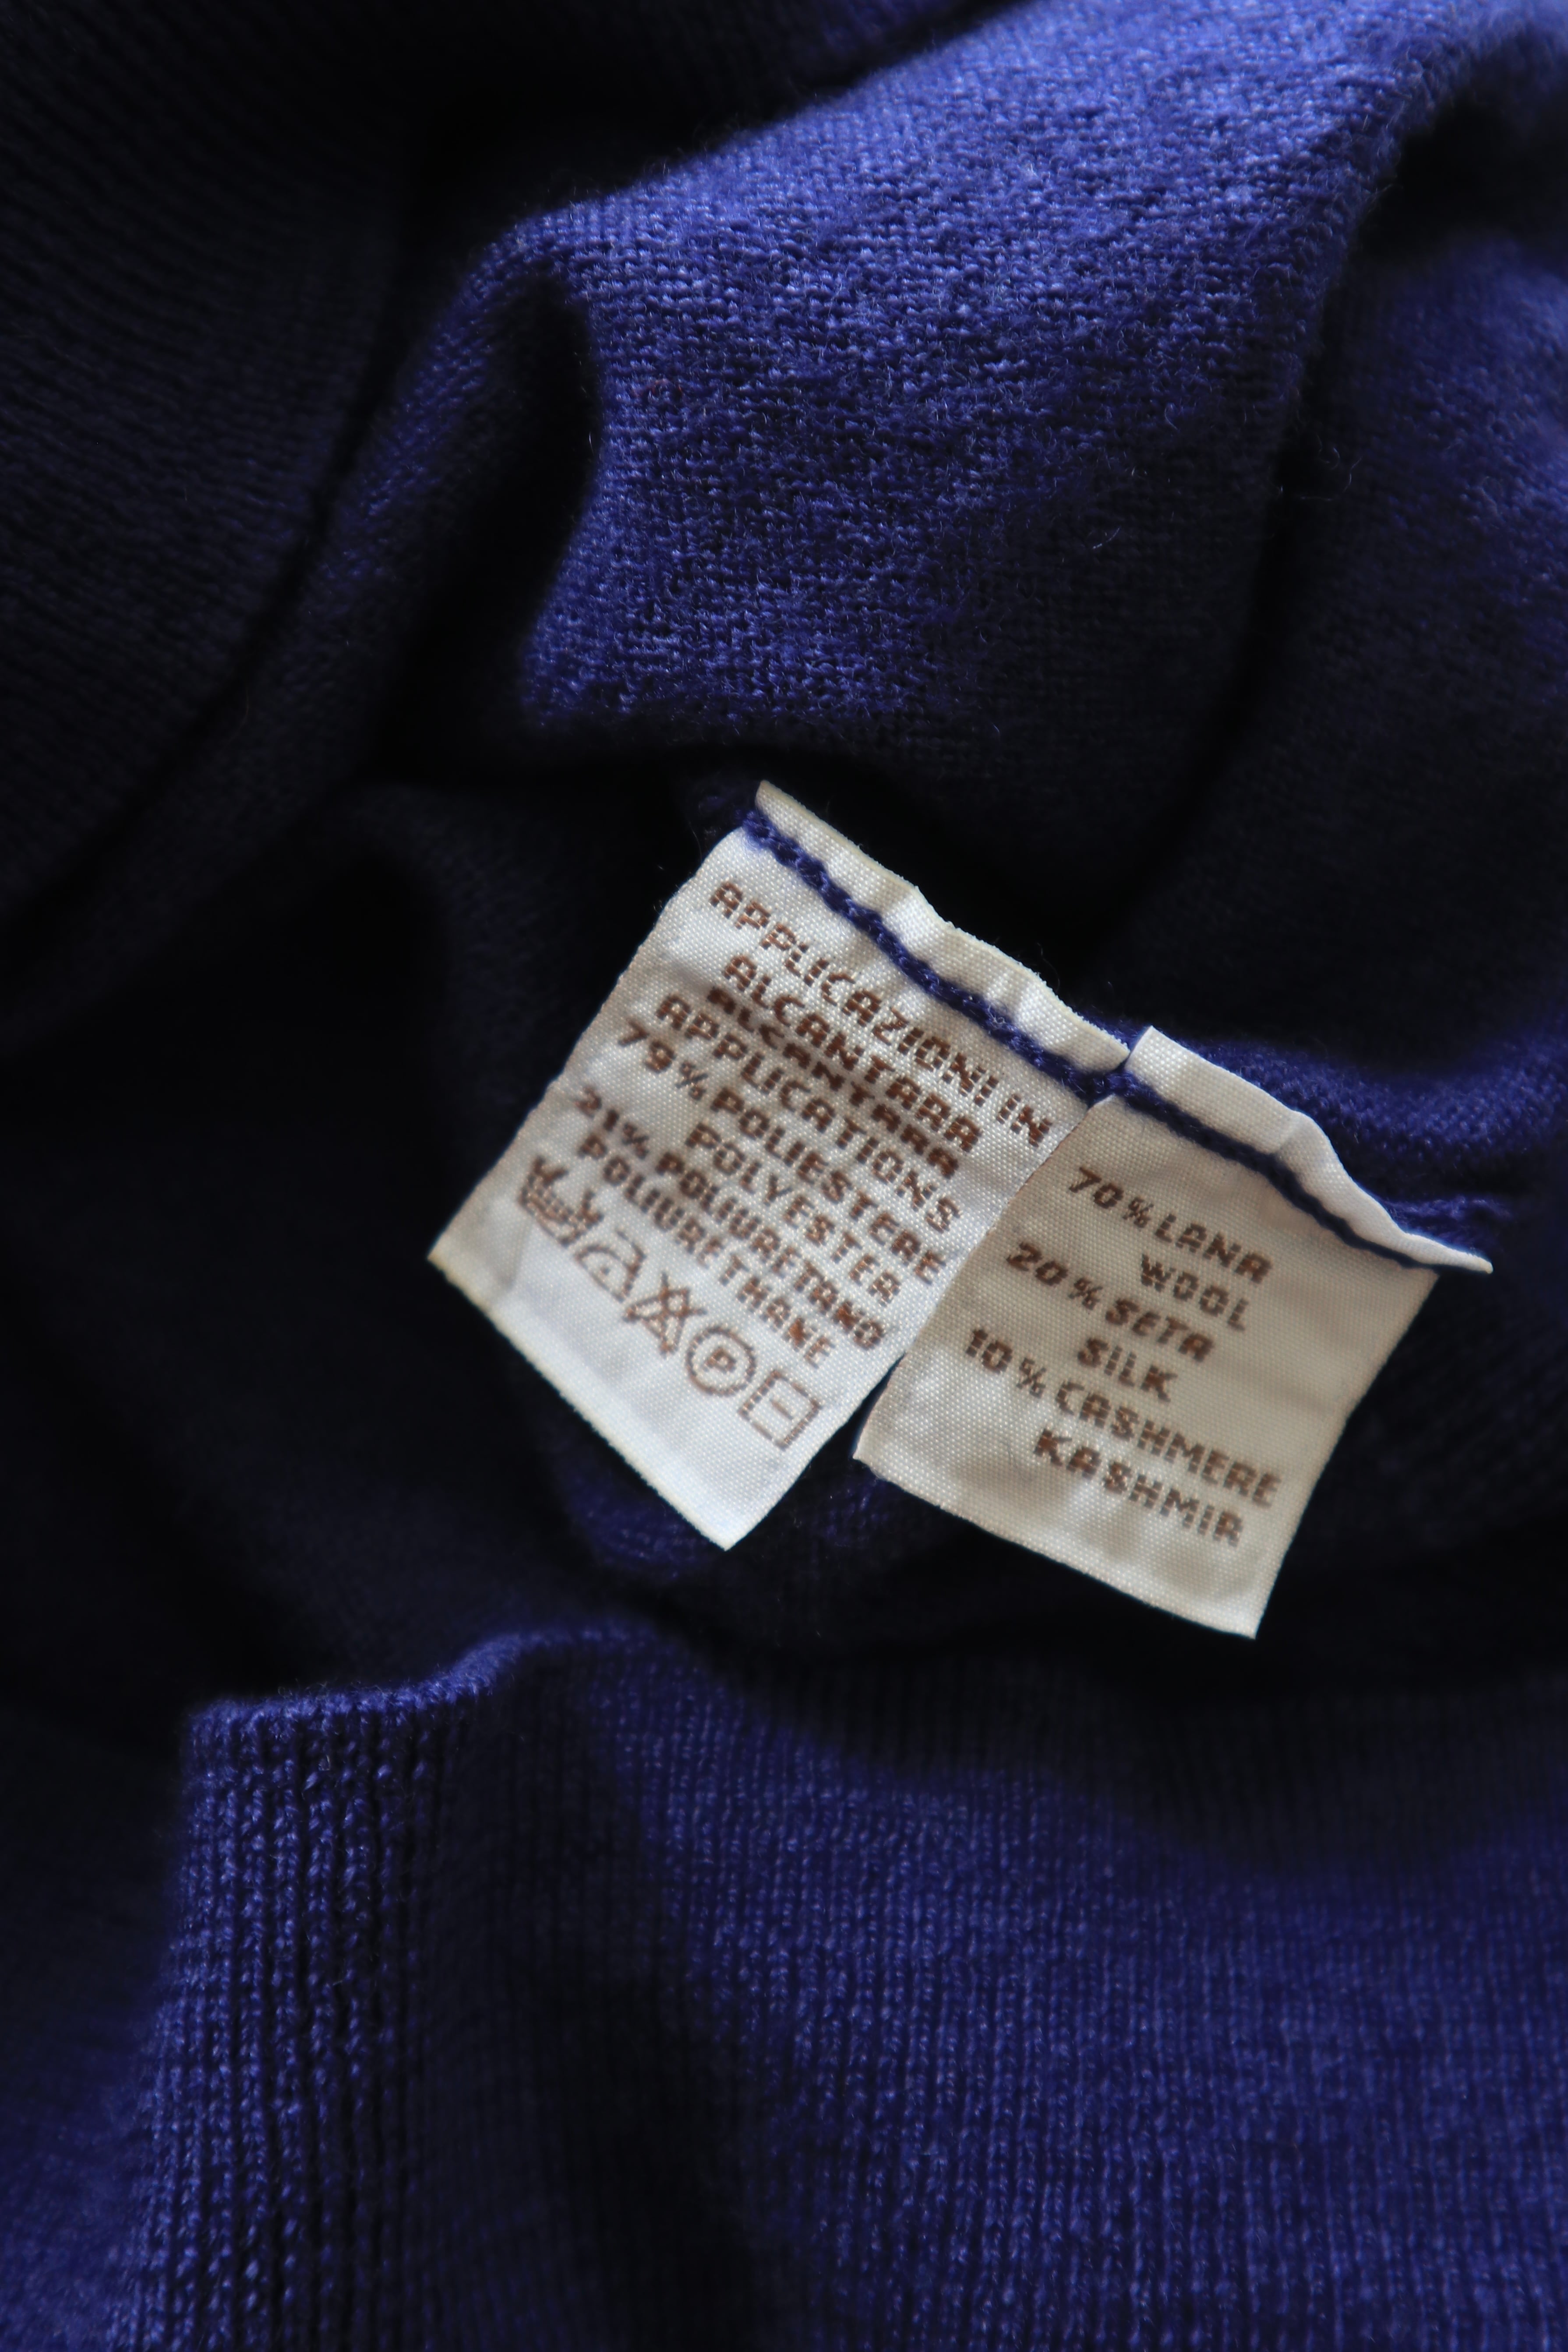 APPLICAZIONI IN
ALCANTARA
ALCANTARA
APPLICATIONS
79% POLIESTERE
POLYESTER
21% POLIURETANO
POLIURETHANE
P
70% LANA
WOOL
20% SETA
SILK
10% CASHMERE
KASHMIR